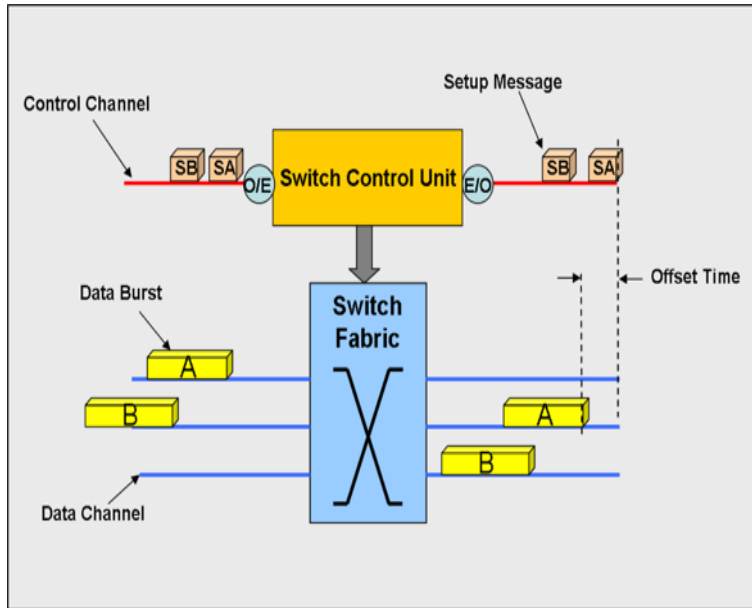 Setup Message
Control Channel
SB
SA
O/E
Switch Control Unit
E/O
SB
SA
Offset Time
Data Burst
Switch
Fabric
A
B
A
B
Data Channel